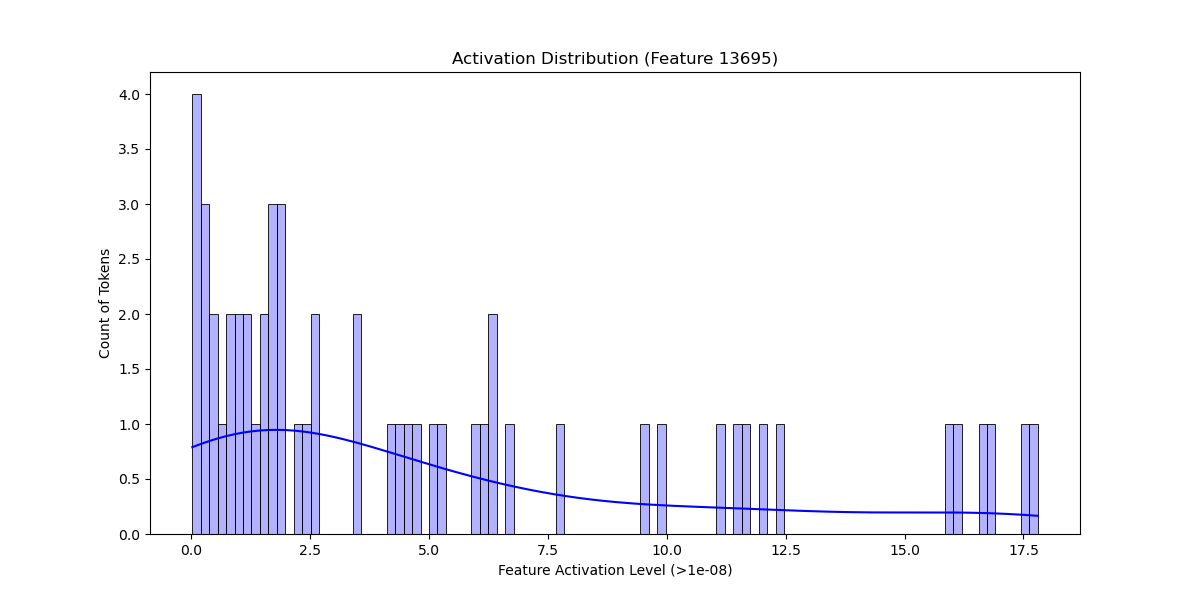 Activation Distribution (Feature 13695)
4.0
3.5
3.0
2.5
2.0
1.5
1.0
0.5
0.0
Count of Tokens
0.0 2.5 5.0 7.5 10.0 12.5 15.0 17.5
Feature Activation Level (>1e-08)